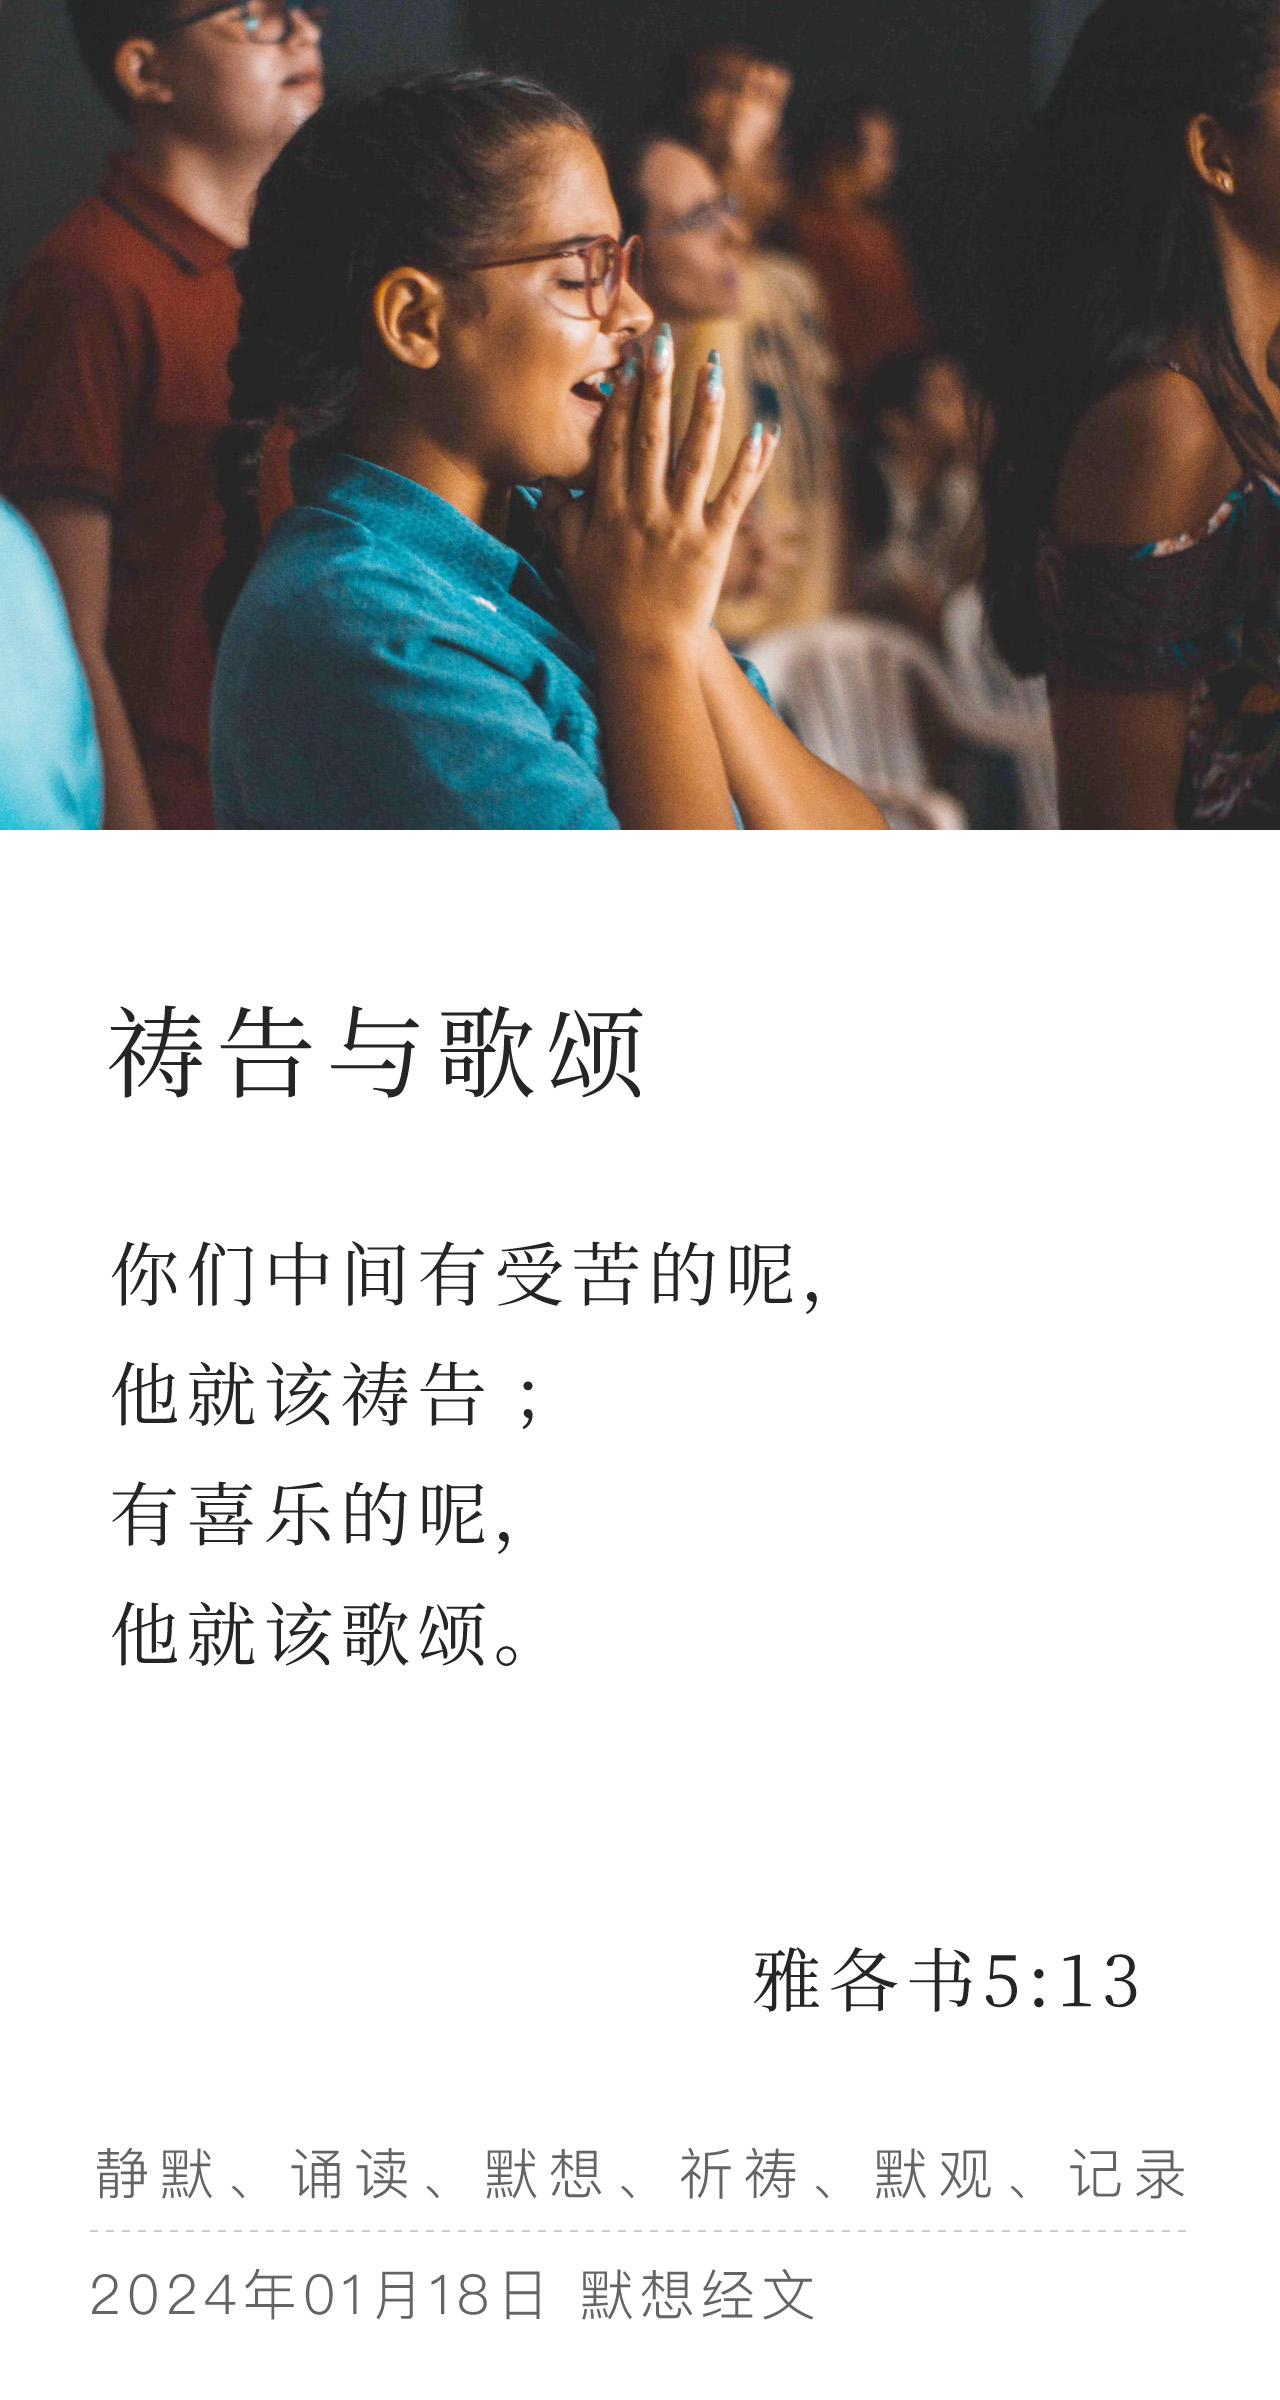 祷告与歌颂
你们中间有受苦的呢，
他就该祷告；
有喜乐的呢，
他就该歌颂。
雅各书5:13
静默、诵读、默想、祈祷、默观、记录
2024年01月18日 默想经文